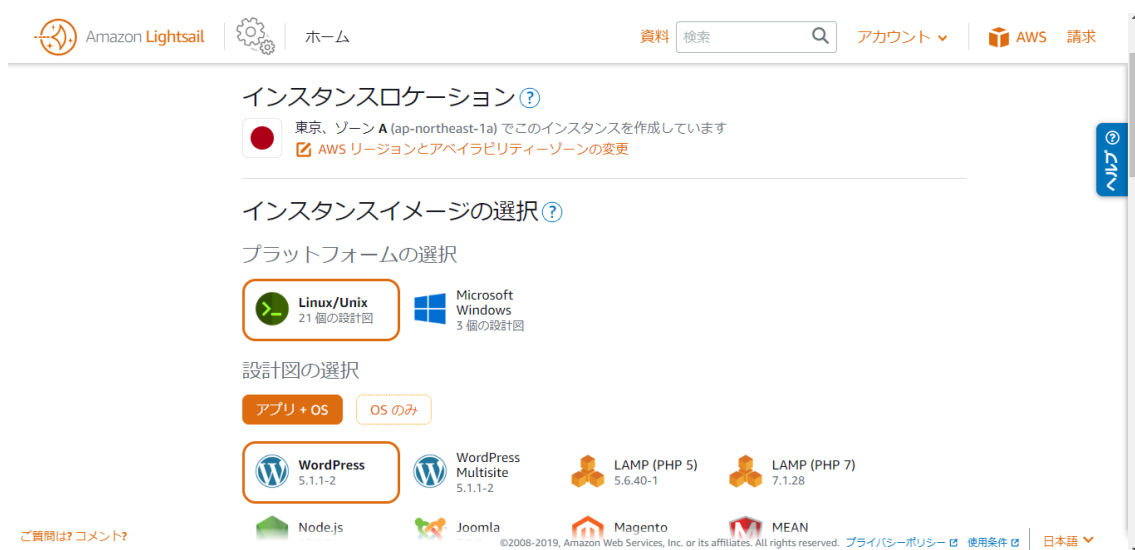 Amazon Lightsail ホーム 資料 検索 アカウント AWS 請求
インスタンスロケーション ?
東京、ゾーン A (ap-northeast-1a) でこのインスタンスを作成しています
AWS リージョンとアベイラビリティーゾーンの変更
ヘルプ ?
インスタンスイメージの選択 ?
プラットフォームの選択
Linux/Unix
21 個の設計図
Microsoft
Windows
3 個の設計図
設計図の選択
アプリ + OS
OS のみ
WordPress
5.1.1-2
WordPress
Multisite
5.1.1-2
LAMP (PHP 5)
5.6.40-1
LAMP (PHP 7)
7.1.28
Node.js
Joomla
Magento
MEAN
ご質問は? コメント?
©2008-2019, Amazon Web Services, Inc. or its affiliates. All rights reserved. プライバシーポリシー 使用条件 日本語